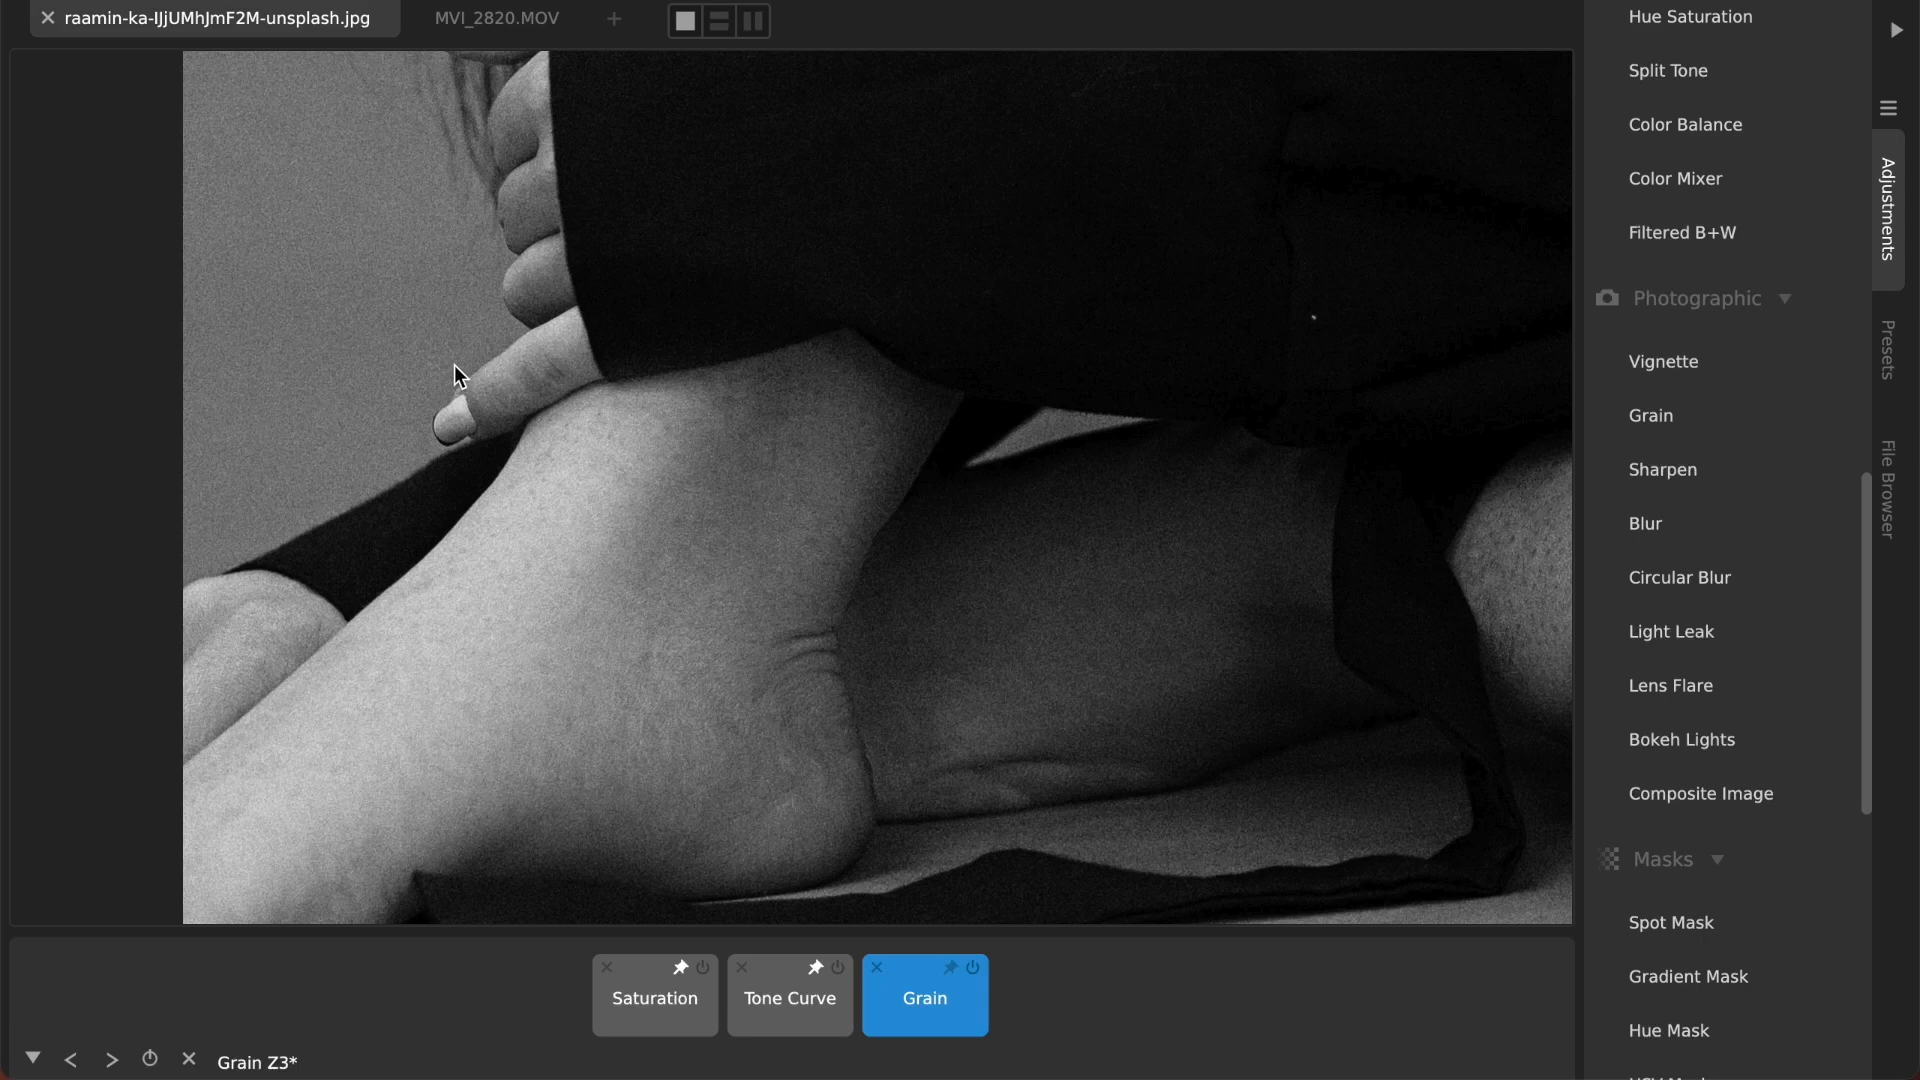 raamin-ka-IJjUMhJmF2M-unsplash.jpg
MVI_2820.MOV
Hue Saturation
Split Tone
Color Balance
Color Mixer
Filtered B+W
Photographic
Vignette
Grain
Sharpen
Blur
Circular Blur
Light Leak
Lens Flare
Bokeh Lights
Composite Image
Masks
Spot Mask
Gradient Mask
Hue Mask
Adjustments
Presets
File Browser
Saturation
Tone Curve
Grain
Grain Z3*